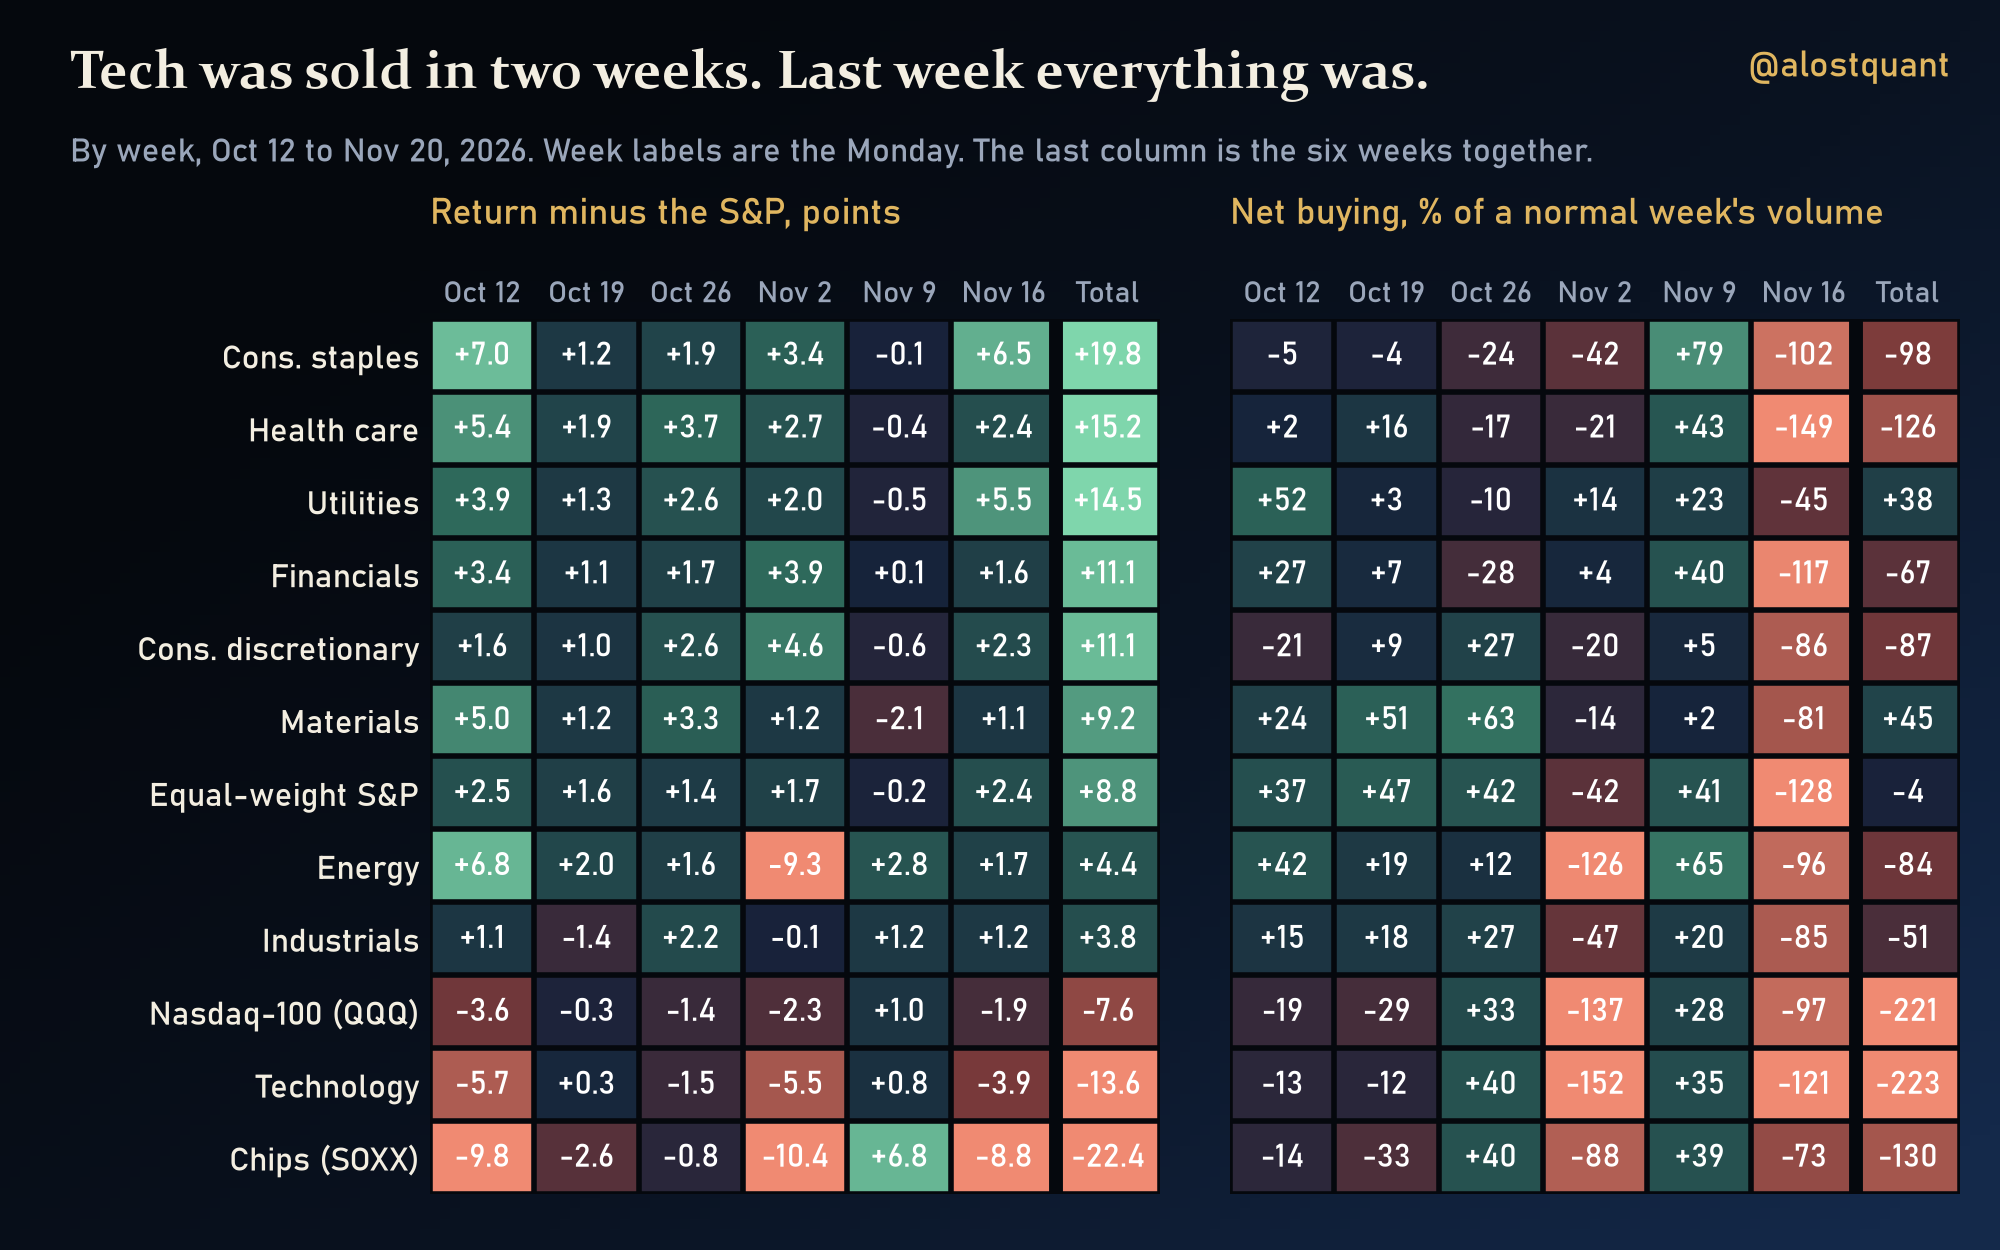 Tech was sold in two weeks. Last week everything was.
@alostquant
By week, Oct 12 to Nov 20, 2026. Week labels are the Monday. The last column is the six weeks together.
Return minus the S&P, points
Net buying, % of a normal week's volume
Oct 12 Oct 19 Oct 26 Nov 2 Nov 9 Nov 16 Total Oct 12 Oct 19 Oct 26 Nov 2 Nov 9 Nov 16 Total
Cons. staples +7.0 +1.2 +1.9 +3.4 -0.1 +6.5 +19.8 -5 -4 -24 -42 +79 -102 -98
Health care +5.4 +1.9 +3.7 +2.7 -0.4 +2.4 +15.2 +2 +16 -17 -21 +43 -149 -126
Utilities +3.9 +1.3 +2.6 +2.0 -0.5 +5.5 +14.5 +52 +3 -10 +14 +23 -45 +38
Financials +3.4 +1.1 +1.7 +3.9 +0.1 +1.6 +11.1 +27 +7 -28 +4 +40 -117 -67
Cons. discretionary +1.6 +1.0 +2.6 +4.6 -0.6 +2.3 +11.1 -21 +9 +27 -20 +5 -86 -87
Materials +5.0 +1.2 +3.3 +1.2 -2.1 +1.1 +9.2 +24 +51 +63 -14 +2 -81 +45
Equal-weight S&P +2.5 +1.6 +1.4 +1.7 -0.2 +2.4 +8.8 +37 +47 +42 -42 +41 -128 -4
Energy +6.8 +2.0 +1.6 -9.3 +2.8 +1.7 +4.4 +42 +19 +12 -126 +65 -96 -84
Industrials +1.1 -1.4 +2.2 -0.1 +1.2 +1.2 +3.8 +15 +18 +27 -47 +20 -85 -51
Nasdaq-100 (QQQ) -3.6 -0.3 -1.4 -2.3 +1.0 -1.9 -7.6 -19 -29 +33 -137 +28 -97 -221
Technology -5.7 +0.3 -1.5 -5.5 +0.8 -3.9 -13.6 -13 -12 +40 -152 +35 -121 -223
Chips (SOXX) -9.8 -2.6 -0.8 -10.4 +6.8 -8.8 -22.4 -14 -33 +40 -88 +39 -73 -130